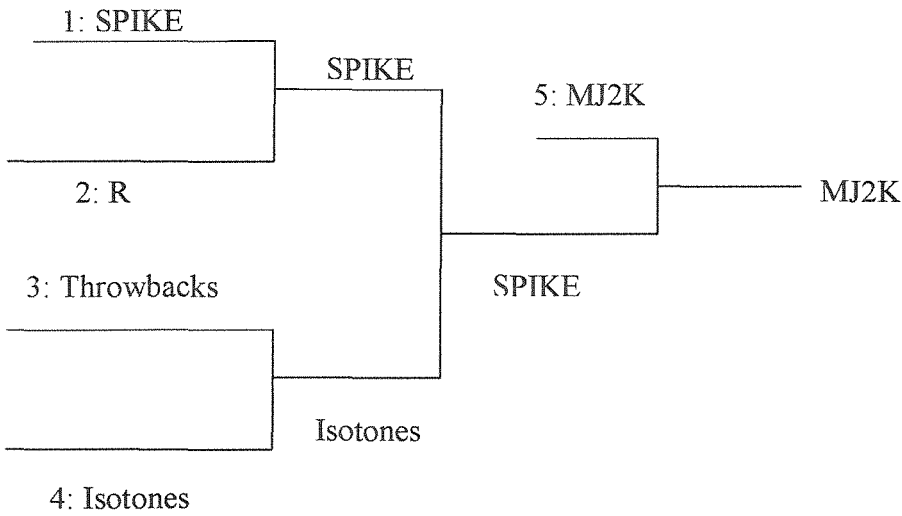 1: SPIKE
SPIKE
5: MJ2K
2: R
MJ2K
3: Throwbacks
SPIKE
Isotones
4: Isotones